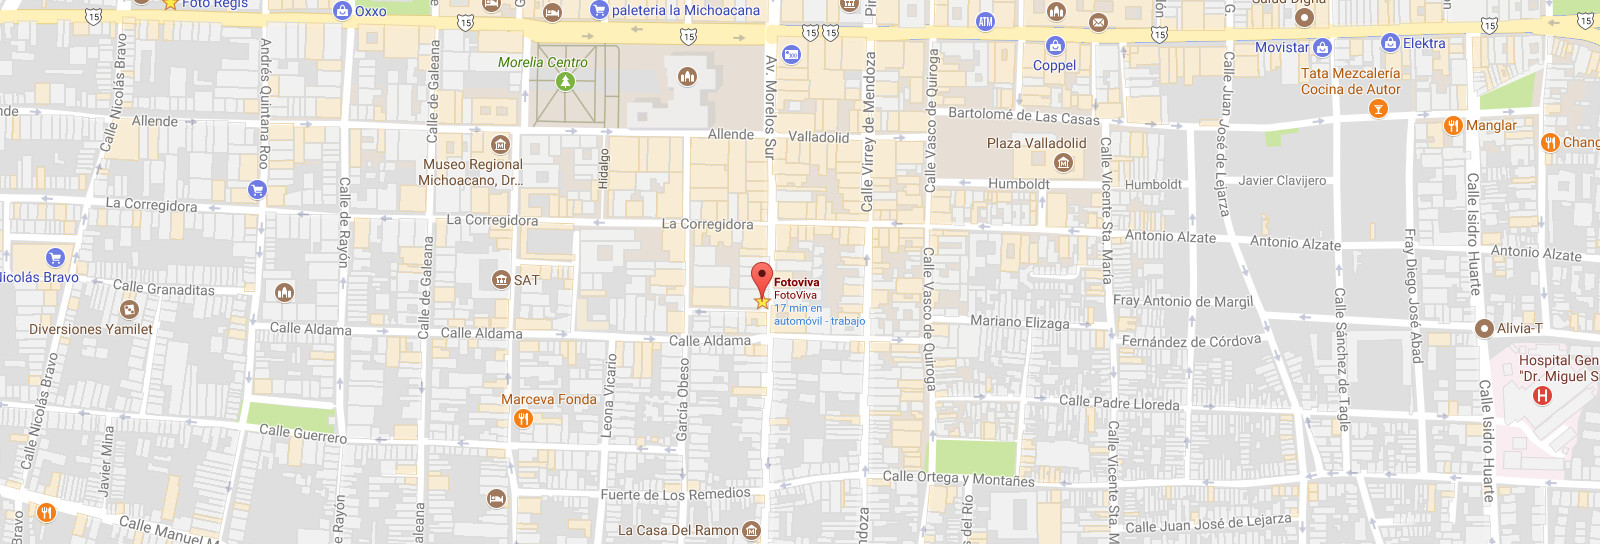 Foto Regis
Oxxo
paleteria la Michoacana
15
15
15
15
15
15
15
15
ATM
Movistar
Elektra
Coppel
Tata Mezcalería
Cocina de Autor
Morelia Centro
Calle Nicolás Bravo
Andrés Quintana Roo
Calle de Galeana
Av. Morelos Sur
Calle Virrey de Mendoza
Calle Vasco de Quiroga
Calle Juan José de Lejarza
Allende
Allende
Valladolid
Bartolomé de Las Casas
Manglar
Plaza Valladolid
Museo Regional
Michoacano, Dr...
Hidalgo
Humboldt
Humboldt
Javier Clavijero
Calle Vicente Sta. María
Calle Isidro Huarte
Calle de Rayón
La Corregidora
La Corregidora
La Corregidora
Antonio Alzate
Antonio Alzate
Antonio Alzate
Fray Diego José Abad
Nicolás Bravo
Calle Granaditas
SAT
Calle de Galeana
Fotoviva
FotoViva
17 min en
automóvil - trabajo
Calle Vasco de Quiroga
Fray Antonio de Margil
Calle Sánchez de Tagle
Diversiones Yamilet
Calle Aldama
Calle Aldama
Calle Aldama
Mariano Elizaga
Fernández de Córdova
Alivia-T
Hospital Gen
"Dr. Miguel S
H
Calle Nicolás Bravo
Leona Vicario
García Obeso
Marceva Fonda
Calle Padre Lloreda
Calle Isidro Huarte
Calle Guerrero
Javier Mina
Calle Vicente Sta. M
Calle Ortega y Montañes
Fuerte de Los Remedios
Rayón
Galeana
La Casa Del Ramon
ndoza
s del Río
Calle Juan José de Lejarza
Calle Manuel M
Bravo